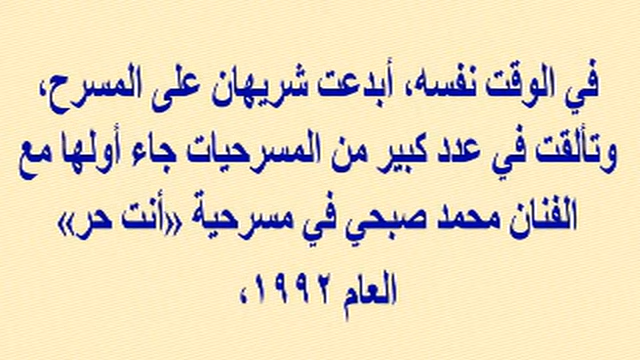 في الوقت نفسه، أبدعت شريهان على المسرح،
وتألقت في عدد كبير من المسرحيات جاء أولها مع
الفنان محمد صبحي في مسرحية «أنت حر»
العام ١٩٩٢،